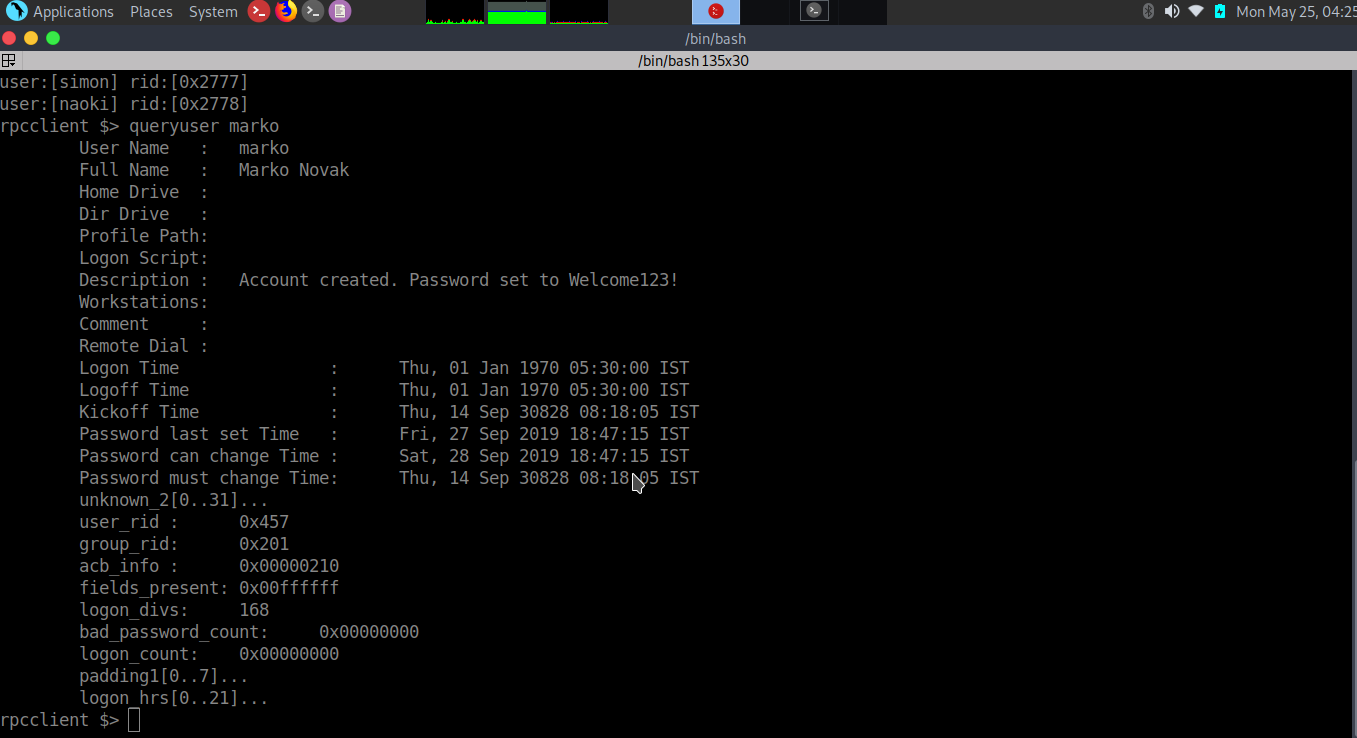 Applications Places System Mon May 25, 04:25
/bin/bash
/bin/bash 135x30
user:[simon] rid:[0x2777]
user:[naoki] rid:[0x2778]
rpcclient $> queryuser marko
User Name : marko
Full Name : Marko Novak
Home Drive :
Dir Drive :
Profile Path:
Logon Script:
Description : Account created. Password set to Welcome123!
Workstations:
Comment :
Remote Dial :
Logon Time : Thu, 01 Jan 1970 05:30:00 IST
Logoff Time : Thu, 01 Jan 1970 05:30:00 IST
Kickoff Time : Thu, 14 Sep 30828 08:18:05 IST
Password last set Time : Fri, 27 Sep 2019 18:47:15 IST
Password can change Time : Sat, 28 Sep 2019 18:47:15 IST
Password must change Time: Thu, 14 Sep 30828 08:18:05 IST
unknown_2[0..31]...
user_rid : 0x457
group_rid: 0x201
acb_info : 0x00000210
fields_present: 0x00ffffff
logon_divs: 168
bad_password_count: 0x00000000
logon_count: 0x00000000
padding1[0..7]...
logon_hrs[0..21]...
rpcclient $>